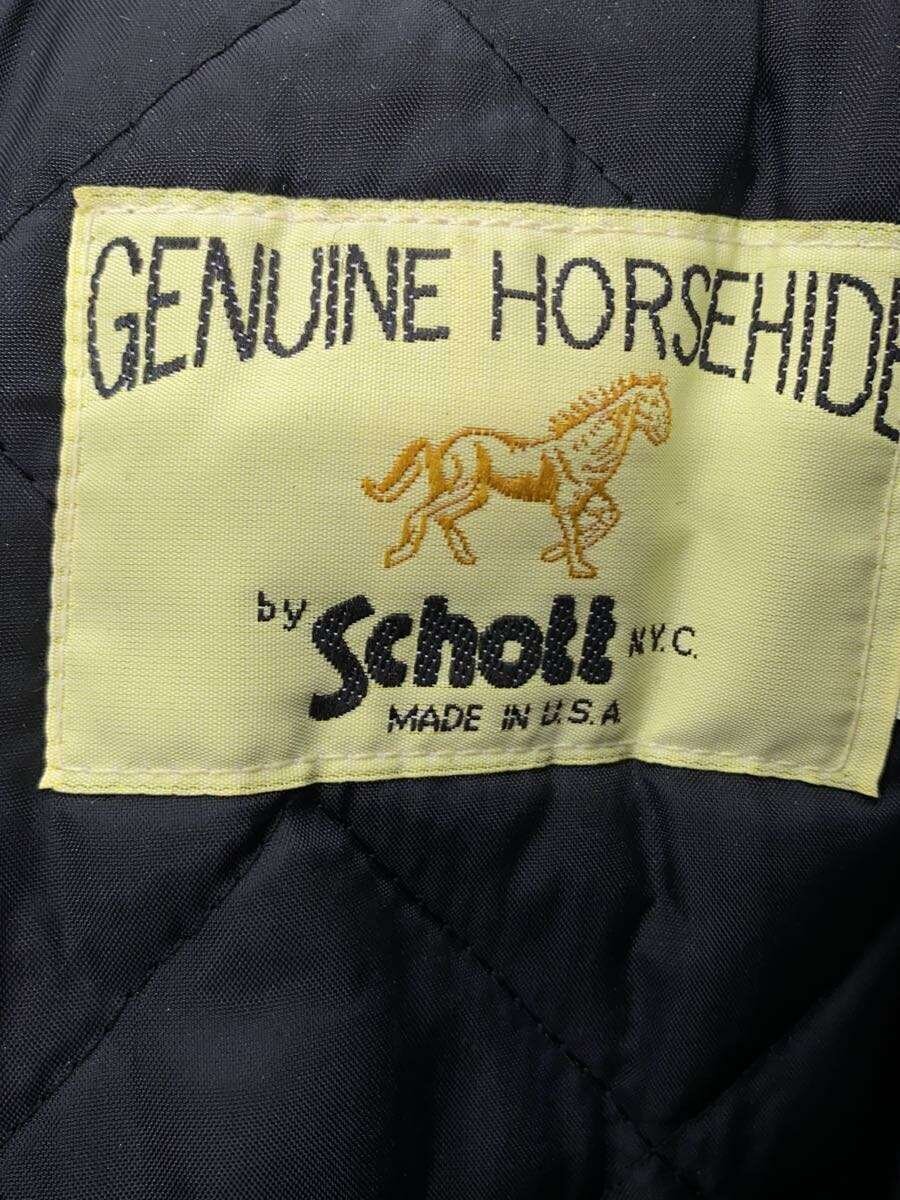 GENUINE HORSEHIDE
by Schott N.Y.C.
MADE IN U.S.A